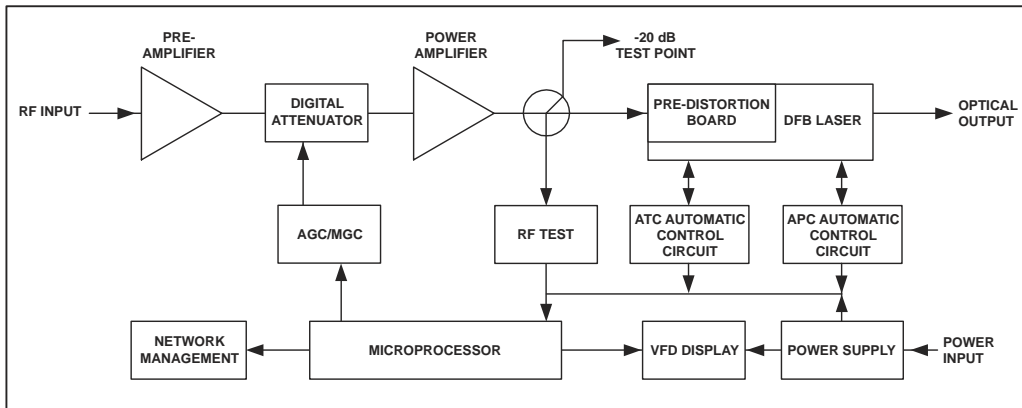 PRE-
AMPLIFIER
POWER
AMPLIFIER
-20 dB
TEST POINT
RF INPUT
DIGITAL
ATTENUATOR
PRE-DISTORTION
BOARD
DFB LASER
OPTICAL
OUTPUT
AGC/MGC
RF TEST
ATC AUTOMATIC
CONTROL
CIRCUIT
APC AUTOMATIC
CONTROL
CIRCUIT
NETWORK
MANAGEMENT
MICROPROCESSOR
VFD DISPLAY
POWER SUPPLY
POWER
INPUT